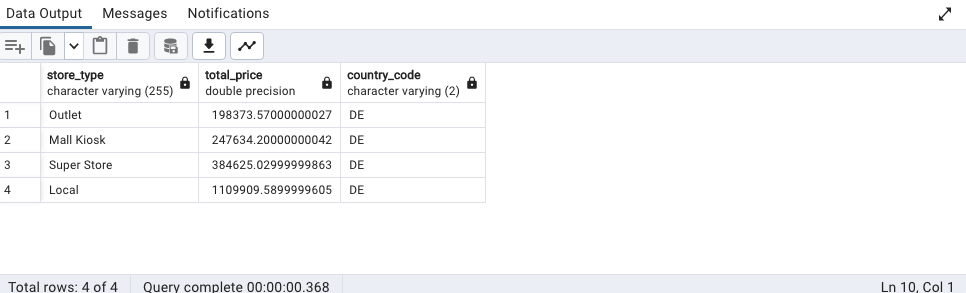 Data Output Messages Notifications
store_type total_price country_code
character varying (255) double precision character varying (2)
1 Outlet 198373.57000000027 DE
2 Mall Kiosk 247634.20000000042 DE
3 Super Store 384625.02999999863 DE
4 Local 1109909.5899999605 DE
Total rows: 4 of 4 Query complete 00:00:00.368 Ln 10, Col 1